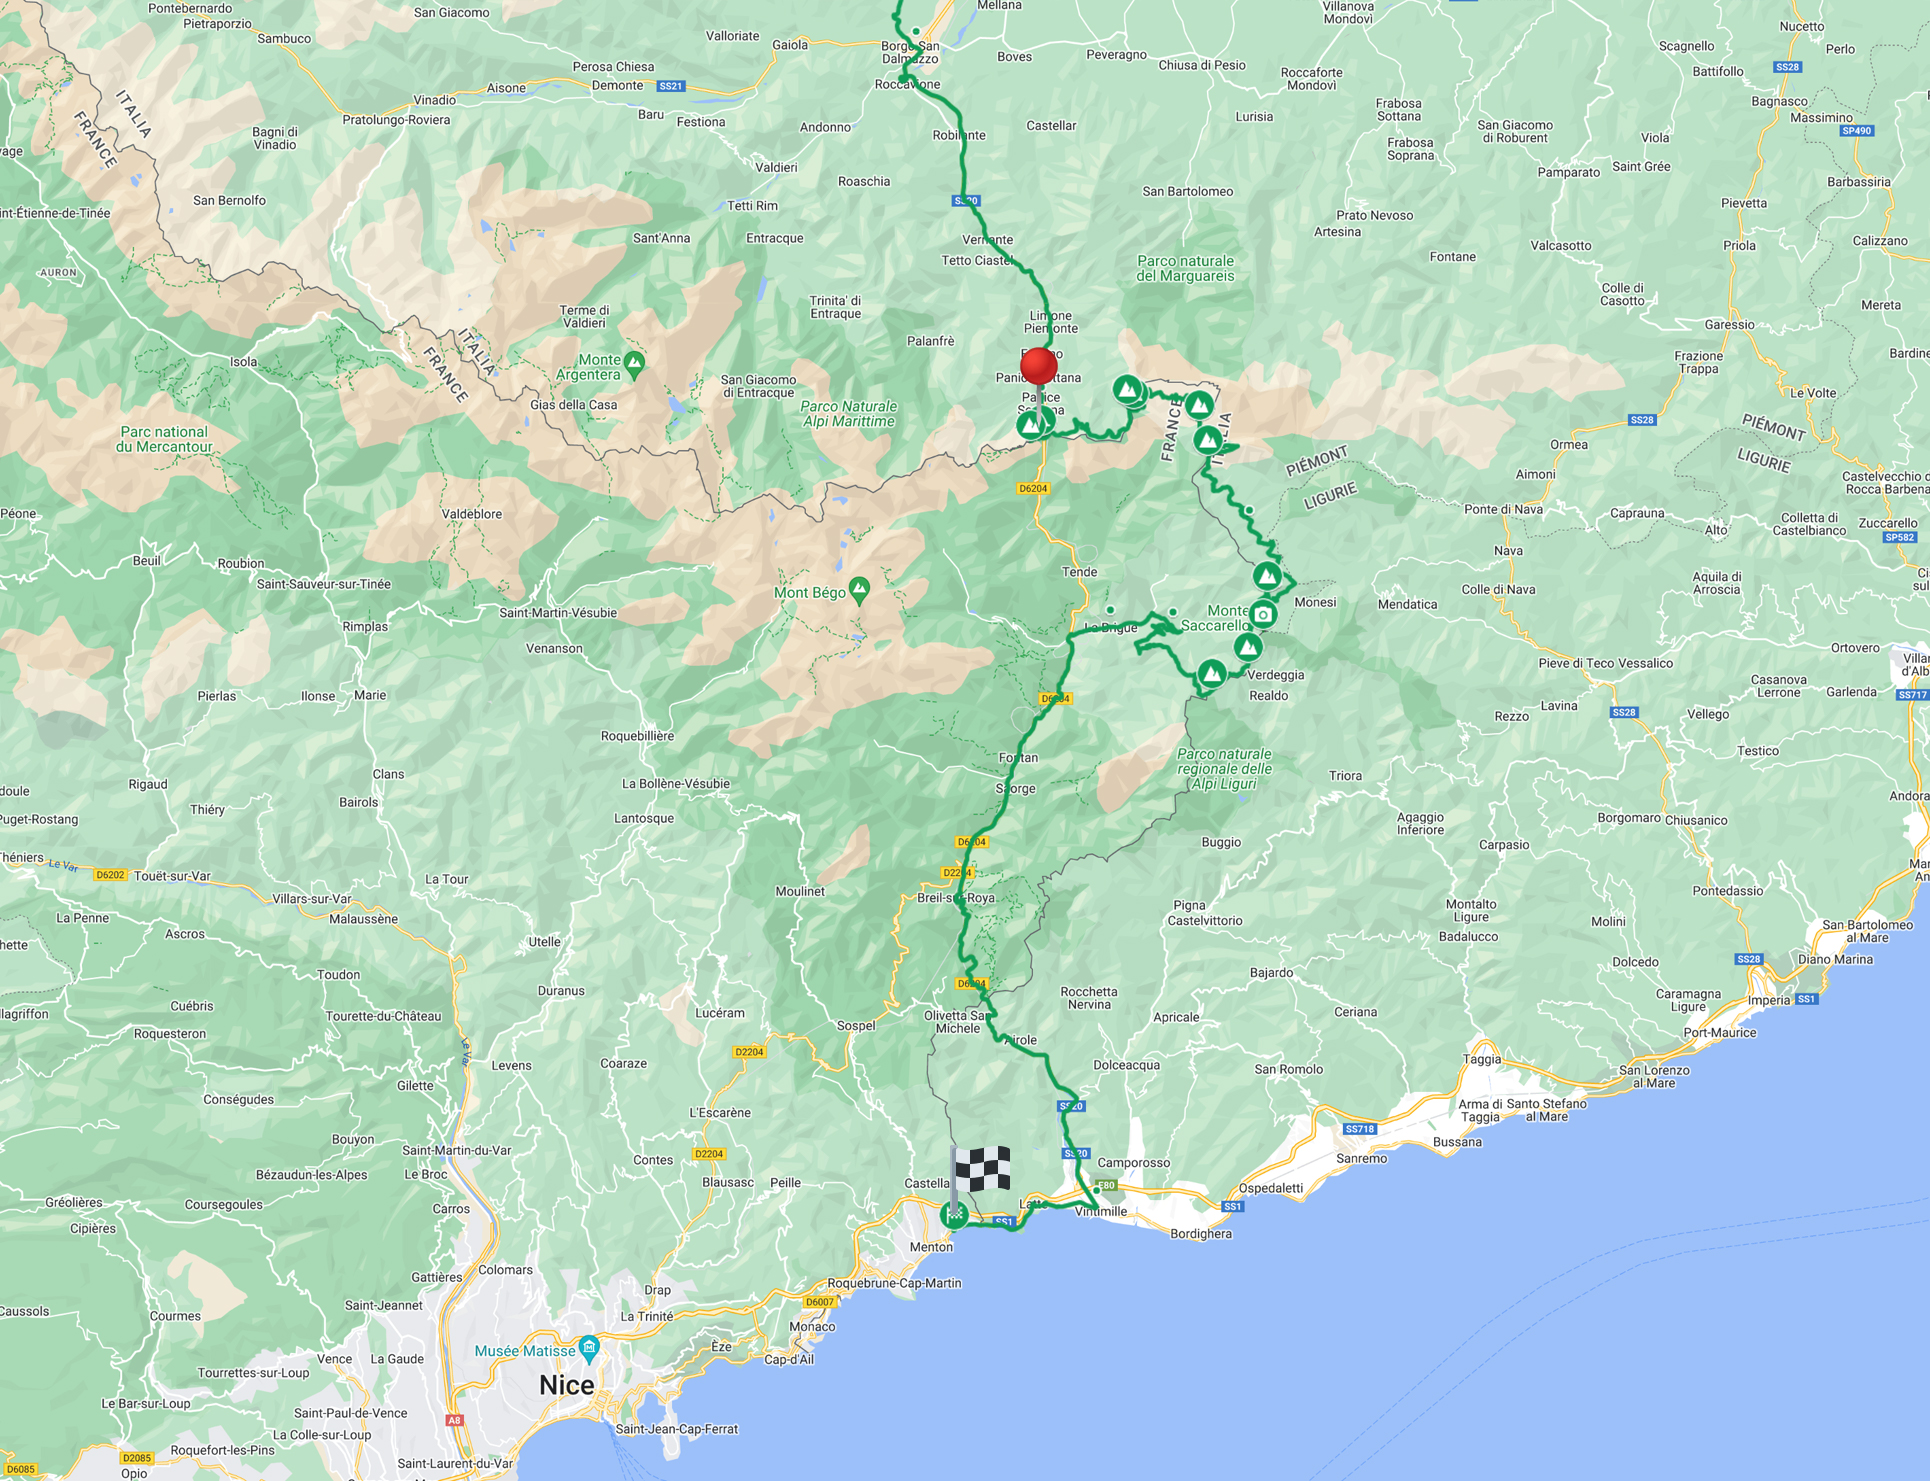 Pontebernardo
Pietraporzio
San Giacomo
Mellana
Villanova
Mondovì
Sambuco
Valloriate
Gaiola
Borgo San
Dalmazzo
Boves
Peveragno
Chiusa di Pesio
Scagnello
Battifollo
Nucetto
Perlo
SS28
Perosa Chiesa
Demonte
SS21
Aisone
Vinadio
Pratolungo-Roviera
Roccavione
Roccaforte
Mondovì
Bagnasco
Massimino
SP490
ITALIA
FRANCE
Bagni di
Vinadio
Baru
Festiona
Andonno
Robilante
Castellar
Lurisia
Frabosa
Sottana
Frabosa
Soprana
San Giacomo
di Roburent
Viola
Saint Grée
Pamparato
Barbassiria
Valdieri
Roaschia
San Bartolomeo
San Bernolfo
Tetti Rim
SS20
Prato Nevoso
Artesina
Pievetta
int-Étienne-de-Tinée
Sant'Anna
Entracque
Vernante
Tetto Ciastel
Valcasotto
Priola
Calizzano
Fontane
AURON
Parco naturale
del Marguareis
Colle di
Casotto
Mereta
Terme di
Valdieri
Trinita' di
Entraque
Limone
Piemonte
Garessio
Isola
ITALIA
FRANCE
Monte
Argentera
Palanfrè
Frazione
Trappa
Bardine
San Giacomo
di Entracque
Le Volte
Gias della Casa
Parco Naturale
Alpi Marittime
FRANCE
SS28
PIÉMONT
LIGURIE
Parc national
du Mercantour
Ormea
Aimoni
PIÉMONT
LIGURIE
Castelvecchio d
Rocca Barbena
D6204
Péone
Valdeblore
Ponte di Nava
Caprauna
Alto
Colletta di
Castelbianco
Zuccarello
SP582
Beuil
Roubion
Nava
Saint-Sauveur-sur-Tinée
Tende
Colle di Nava
Aquila di
Arroscia
Mont Bégo
Saint-Martin-Vésubie
Monesi
Mendatica
Rimplas
La Brigue
Monte
Saccarello
Venanson
Ortovero
Pieve di Teco Vessalico
Verdeggia
Realdo
Casanova
Lerrone
Garlenda
SS717
Pierlas
Ilonse
Marie
Lavina
Rezzo
SS28
Vellego
Roquebillière
Testico
Fontan
Parco naturale
regionale delle
Alpi Liguri
Triora
Rigaud
Clans
La Bollène-Vésubie
Saorge
Andora
Thiéry
Bairols
Lantosque
Puget-Rostang
Agaggio
Inferiore
Borgomaro
Chiusanico
Buggio
Carpasio
Le Var
D6202
Touët-sur-Var
La Tour
D2204
Moulinet
Breil-sur-Roya
Villars-sur-Var
Malaussène
Pontedassio
La Penne
Pigna
Castelvittorio
Montalto
Ligure
Badalucco
Molini
San Bartolomeo
al Mare
Ascros
Utelle
Toudon
Bajardo
Dolcedo
SS28
Diano Marina
D6204
Duranus
Rocchetta
Nervina
Caramagna
Ligure
Imperia
SS1
Cuébris
Tourette-du-Château
Lucéram
Olivetta San
Michele
Apricale
Ceriana
Port-Maurice
Roquesteron
Sospel
Airole
Le Var
D2204
Taggia
Levens
Coaraze
Dolceacqua
San Romolo
San Lorenzo
al Mare
Gilette
Conségudes
L'Escarène
SS20
Arma di
Taggia
Santo Stefano
al Mare
Bouyon
SS718
Bussana
Saint-Martin-du-Var
D2204
SS20
Sanremo
Contes
Camporosso
Le Broc
Bézaudun-les-Alpes
Blausasc
Peille
E80
Ospedaletti
Gréolières
Coursegoules
Latte
Vintimille
SS1
Carros
SS1
Cipières
Bordighera
Menton
Colomars
Gattières
Roquebrune-Cap-Martin
Drap
Caussols
Saint-Jeannet
La Trinité
D6007
Courmes
Monaco
Musée Matisse
Èze
Vence
La Gaude
Cap-d'Ail
Tourrettes-sur-Loup
Nice
Le Bar-sur-Loup
Saint-Paul-de-Vence
A8
La Colle-sur-Loup
Saint-Jean-Cap-Ferrat
Roquefort-les-Pins
D2085
Saint-Laurent-du-Var
D6085
Opio